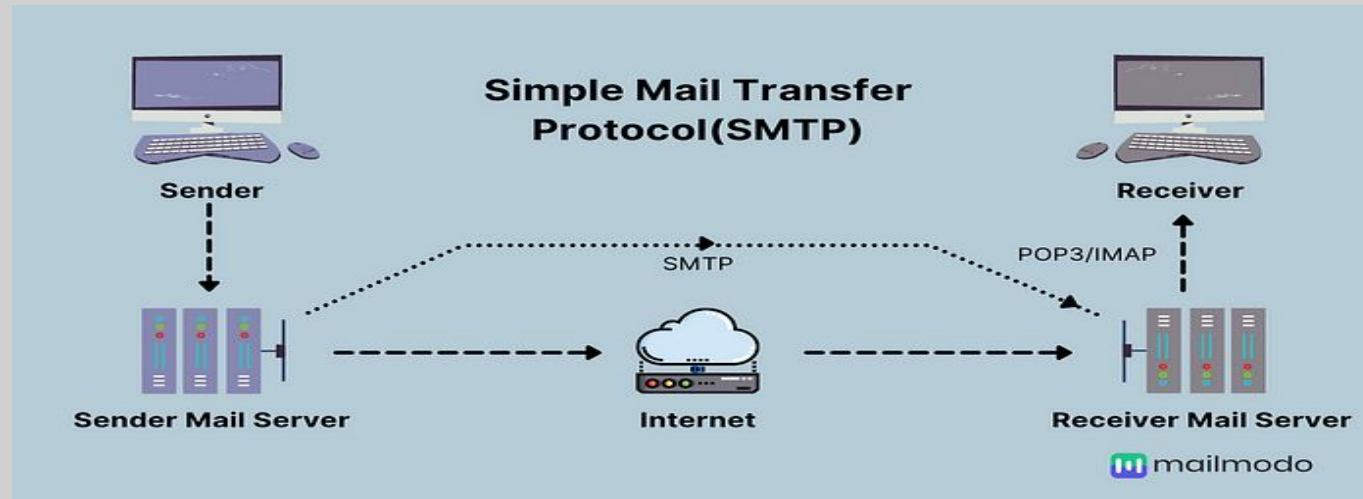 Simple Mail Transfer
Protocol(SMTP)
Sender
Receiver
SMTP
POP3/IMAP
Sender Mail Server
Internet
Receiver Mail Server
mailmodo